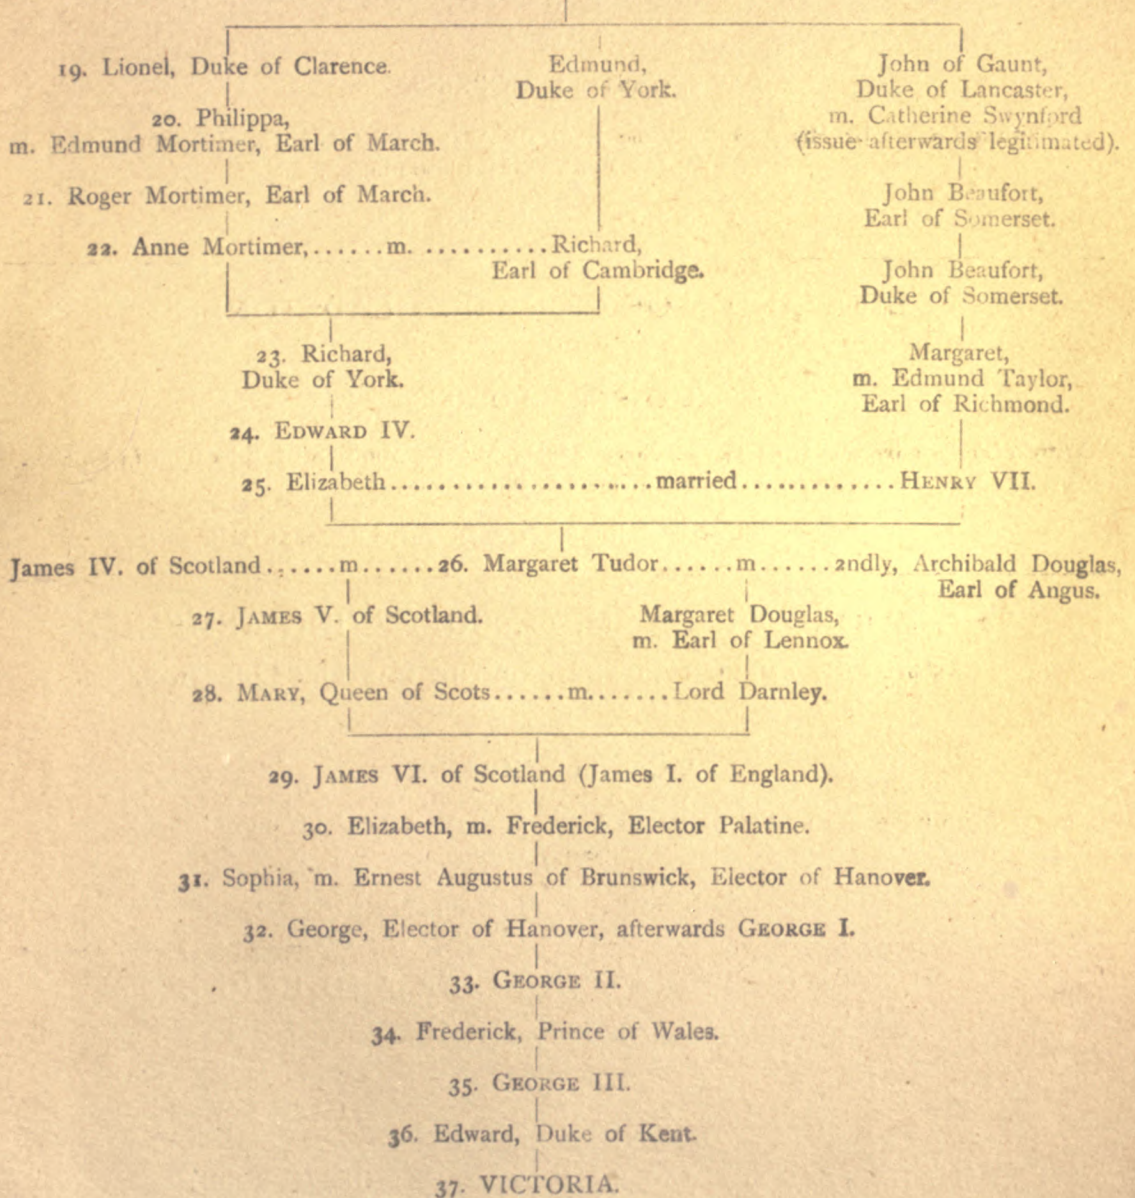 19. Lionel, Duke of Clarence.
Edmund,
Duke of York.
John of Gaunt,
Duke of Lancaster,
m. Catherine Swynford
(issue afterwards legitimated).
20. Philippa,
m. Edmund Mortimer, Earl of March.
21. Roger Mortimer, Earl of March.
John Beaufort,
Earl of Somerset.
22. Anne Mortimer,......m. ..........Richard,
Earl of Cambridge.
John Beaufort,
Duke of Somerset.
23. Richard,
Duke of York.
Margaret,
m. Edmund Taylor,
Earl of Richmond.
24. EDWARD IV.
25. Elizabeth......................married.............HENRY VII.
James IV. of Scotland.......m......26. Margaret Tudor......m......2ndly, Archibald Douglas,
Earl of Angus.
27. JAMES V. of Scotland.
Margaret Douglas,
m. Earl of Lennox.
28. MARY, Queen of Scots......m.......Lord Darnley.
29. JAMES VI. of Scotland (James I. of England).
30. Elizabeth, m. Frederick, Elector Palatine.
31. Sophia, m. Ernest Augustus of Brunswick, Elector of Hanover.
32. George, Elector of Hanover, afterwards GEORGE I.
33. GEORGE II.
34. Frederick, Prince of Wales.
35. GEORGE III.
36. Edward, Duke of Kent.
37. VICTORIA.